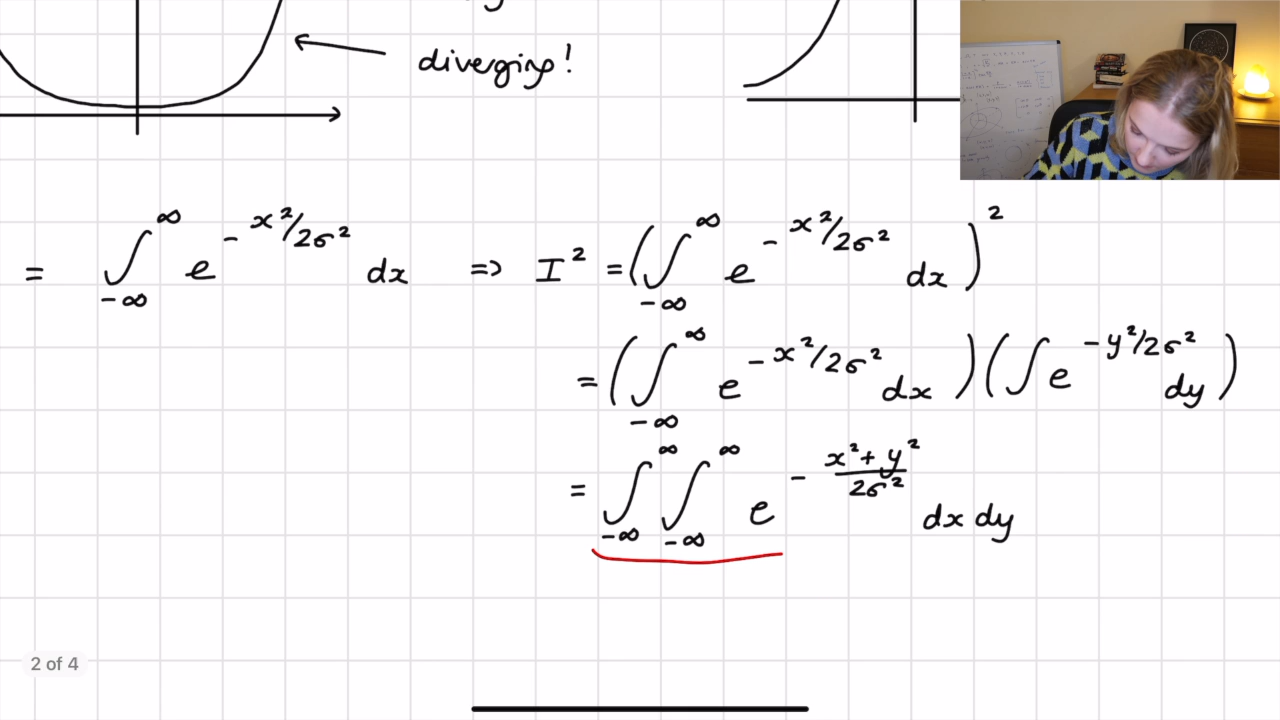 diverging!
= ∫_{-∞}^{∞} e^{-x²/2σ²} dx => I² = (∫_{-∞}^{∞} e^{-x²/2σ²} dx)²
= (∫_{-∞}^{∞} e^{-x²/2σ²} dx)(∫ e^{-y²/2σ²} dy)
= ∫_{-∞}^{∞} ∫_{-∞}^{∞} e^{-\frac{x²+y²}{2σ²}} dx dy
2 of 4